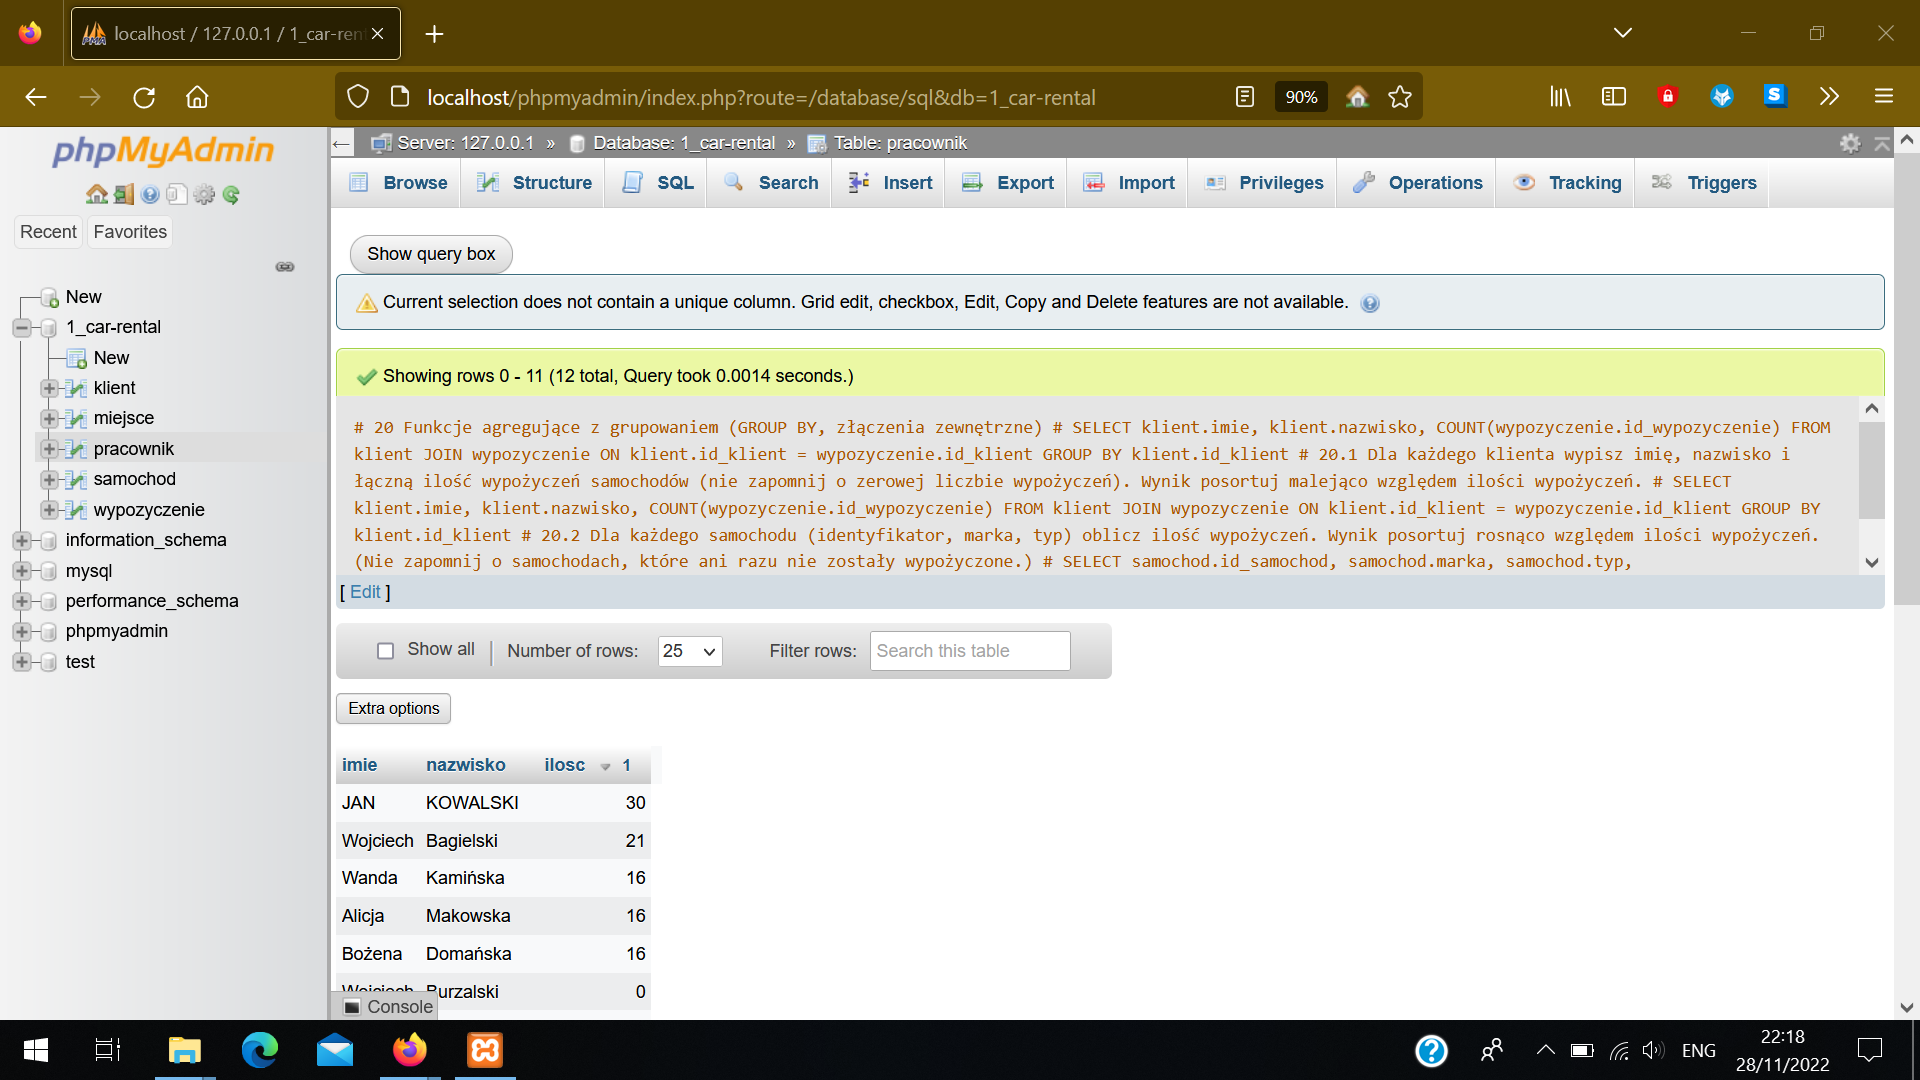 localhost / 127.0.0.1 / 1_car-ren
localhost/phpmyadmin/index.php?route=/database/sql&db=1_car-rental
90%
phpMyAdmin
Recent Favorites
New
1_car-rental
New
klient
miejsce
pracownik
samochod
wypozyczenie
information_schema
mysql
performance_schema
phpmyadmin
test
Server: 127.0.0.1 » Database: 1_car-rental » Table: pracownik
Browse Structure SQL Search Insert Export Import Privileges Operations Tracking Triggers
Show query box
Current selection does not contain a unique column. Grid edit, checkbox, Edit, Copy and Delete features are not available.
Showing rows 0 - 11 (12 total, Query took 0.0014 seconds.)
# 20 Funkcje agregujące z grupowaniem (GROUP BY, złączenia zewnętrzne) # SELECT klient.imie, klient.nazwisko, COUNT(wypozyczenie.id_wypozyczenie) FROM
klient JOIN wypozyczenie ON klient.id_klient = wypozyczenie.id_klient GROUP BY klient.id_klient # 20.1 Dla każdego klienta wypisz imię, nazwisko i
łączną ilość wypożyczeń samochodów (nie zapomnij o zerowej liczbie wypożyczeń). Wynik posortuj malejąco względem ilości wypożyczeń. # SELECT
klient.imie, klient.nazwisko, COUNT(wypozyczenie.id_wypozyczenie) FROM klient JOIN wypozyczenie ON klient.id_klient = wypozyczenie.id_klient GROUP BY
klient.id_klient # 20.2 Dla każdego samochodu (identyfikator, marka, typ) oblicz ilość wypożyczeń. Wynik posortuj rosnąco względem ilości wypożyczeń.
(Nie zapomnij o samochodach, które ani razu nie zostały wypożyczone.) # SELECT samochod.id_samochod, samochod.marka, samochod.typ,
[ Edit ]
Show all Number of rows: 25 Filter rows: Search this table
Extra options
imie nazwisko ilosc 1
JAN KOWALSKI 30
Wojciech Bagielski 21
Wanda Kamińska 16
Alicja Makowska 16
Bożena Domańska 16
Wojciech Burzalski 0
Console
ENG
22:18
28/11/2022